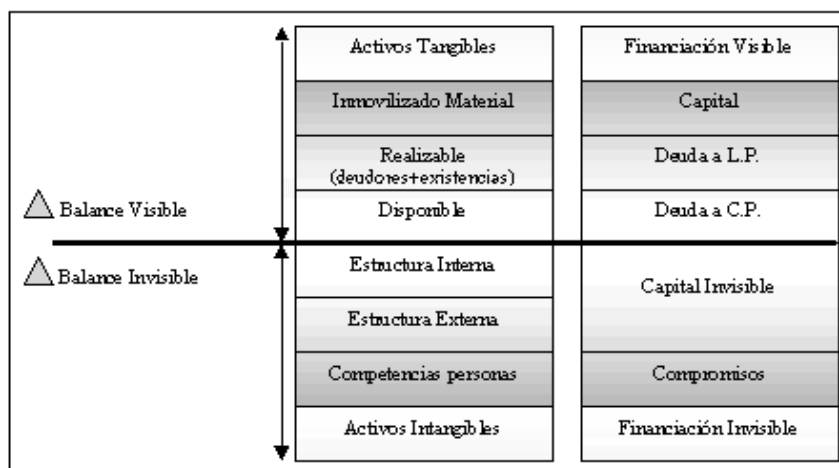 Activos Tangibles
Financiación Visible
Inmovilizado Material
Capital
Realizable
(deudores+existencias)
Deuda a L.P.
Balance Visible
Disponible
Deuda a C.P.
Balance Invisible
Estructura Interna
Capital Invisible
Estructura Externa
Competencias personas
Compromisos
Activos Intangibles
Financiación Invisible